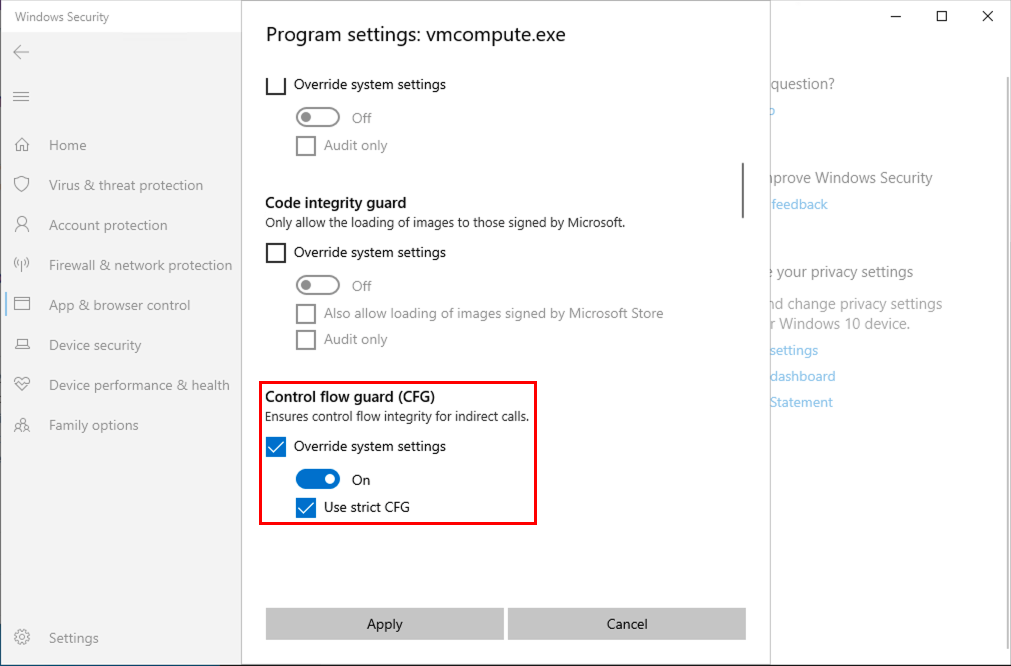 Windows Security
Home
Virus & threat protection
Account protection
Firewall & network protection
App & browser control
Device security
Device performance & health
Family options
Settings
Program settings: vmcompute.exe
Override system settings
Off
Audit only
Code integrity guard
Only allow the loading of images to those signed by Microsoft.
Override system settings
Off
Also allow loading of images signed by Microsoft Store
Audit only
Control flow guard (CFG)
Ensures control flow integrity for indirect calls.
Override system settings
On
Use strict CFG
Apply
Cancel
question?
Windows Security
feedback
your privacy settings
change privacy settings
Windows 10 device.
settings
dashboard
Statement